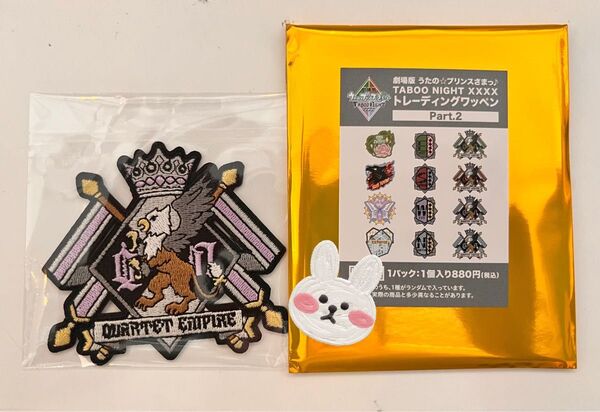 QUARTET EMPIRE
TABOO NIGHT
XXXX
劇場版 うたの☆プリンスさまっ♪
TABOO NIGHT XXXX
トレーディングワッペン
Part.2
1パック:1個入り880円(税込)
のうち、1種がランダムで入っています。
実際の商品と多少異なることがあります。